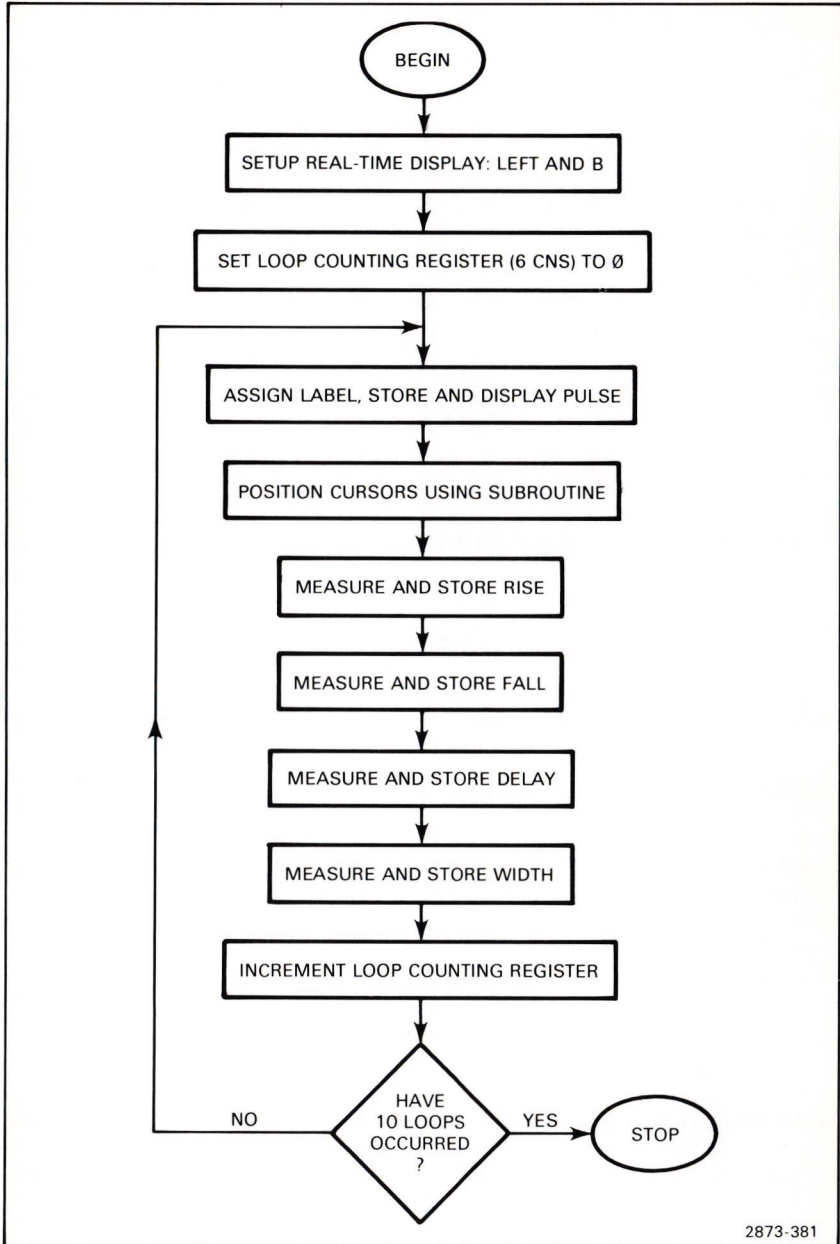 BEGIN
SETUP REAL-TIME DISPLAY: LEFT AND B
SET LOOP COUNTING REGISTER (6 CNS) TO Ø
ASSIGN LABEL, STORE AND DISPLAY PULSE
POSITION CURSORS USING SUBROUTINE
MEASURE AND STORE RISE
MEASURE AND STORE FALL
MEASURE AND STORE DELAY
MEASURE AND STORE WIDTH
INCREMENT LOOP COUNTING REGISTER
HAVE
10 LOOPS
OCCURRED
?
NO
YES
STOP
2873-381